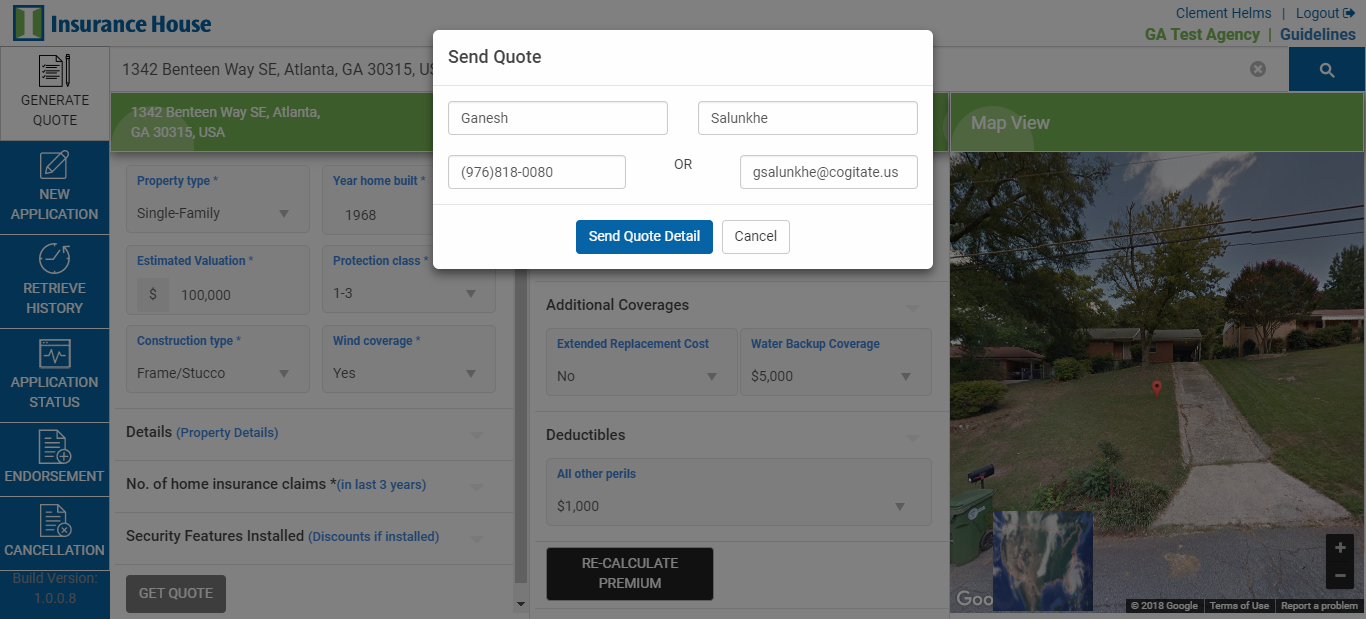 Insurance House
Clement Helms | Logout
GA Test Agency | Guidelines
GENERATE
QUOTE
NEW
APPLICATION
RETRIEVE
HISTORY
APPLICATION
STATUS
ENDORSEMENT
CANCELLATION
Build Version:
1.0.0.8
1342 Benteen Way SE, Atlanta, GA 30315,
1342 Benteen Way SE, Atlanta,
GA 30315, USA
Property type *
Single-Family
Year home built *
1968
Estimated Valuation *
$ 100,000
Protection class *
1-3
Construction type *
Frame/Stucco
Wind coverage *
Yes
Details (Property Details)
No. of home insurance claims *(in last 3 years)
Security Features Installed (Discounts if installed)
GET QUOTE
Send Quote
Ganesh
Salunkhe
(976)818-0080
OR
gsalunkhe@cogitate.us
Send Quote Detail
Cancel
Additional Coverages
Extended Replacement Cost
No
Water Backup Coverage
$5,000
Deductibles
All other perils
$1,000
RE-CALCULATE
PREMIUM
Map View
+
−
Goo
© 2018 Google
Terms of Use
Report a problem